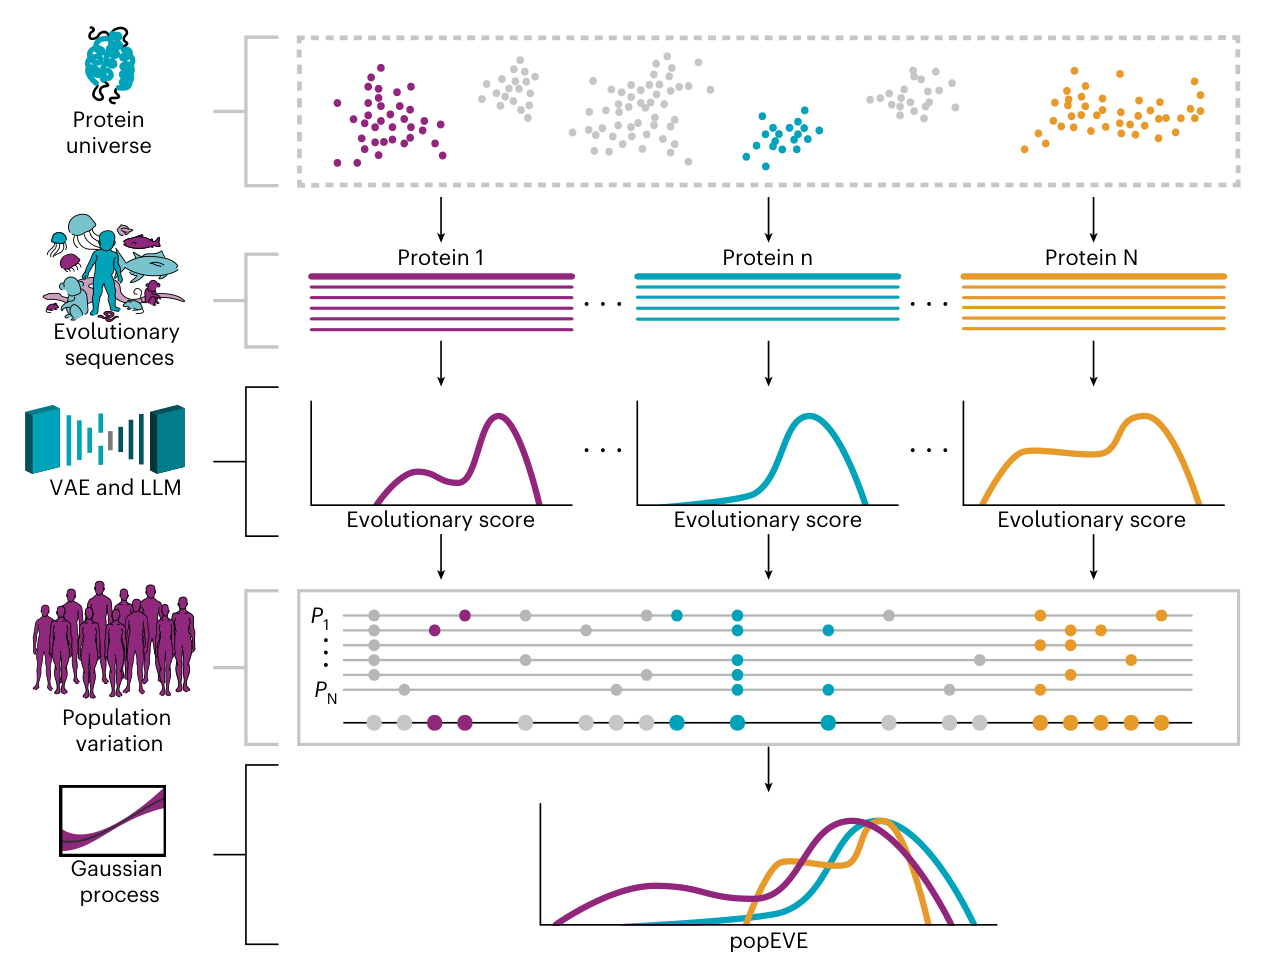 Protein
universe
Protein 1
Protein n
Protein N
Evolutionary
sequences
. . .
. . .
VAE and LLM
. . .
. . .
Evolutionary score
Evolutionary score
Evolutionary score
P1
⋮
PN
Population
variation
Gaussian
process
popEVE